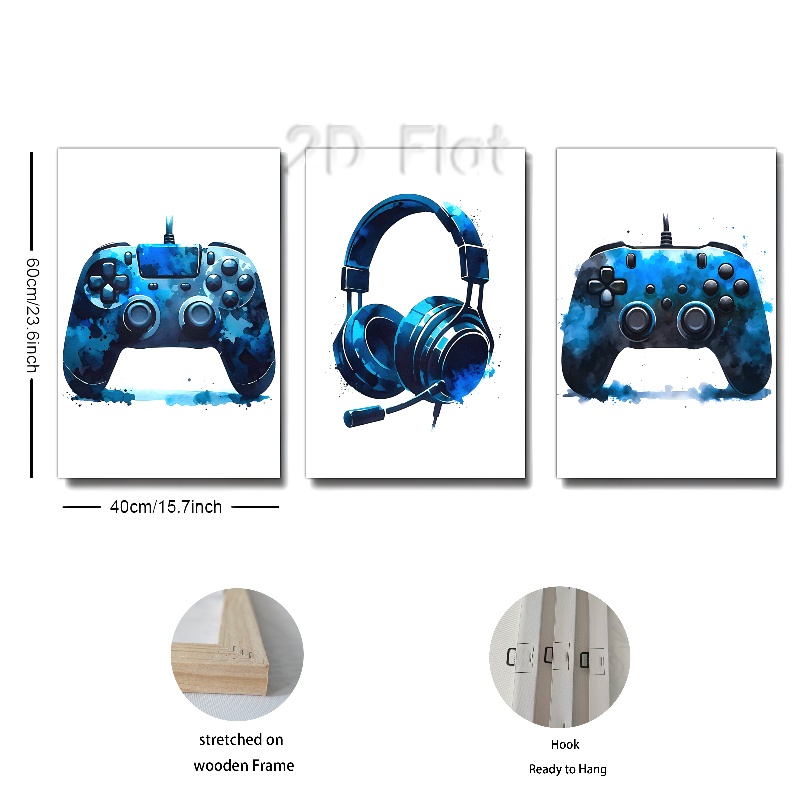 2D Flat
60cm/23.6inch
40cm/15.7inch
stretched on
wooden Frame
Hook
Ready to Hang